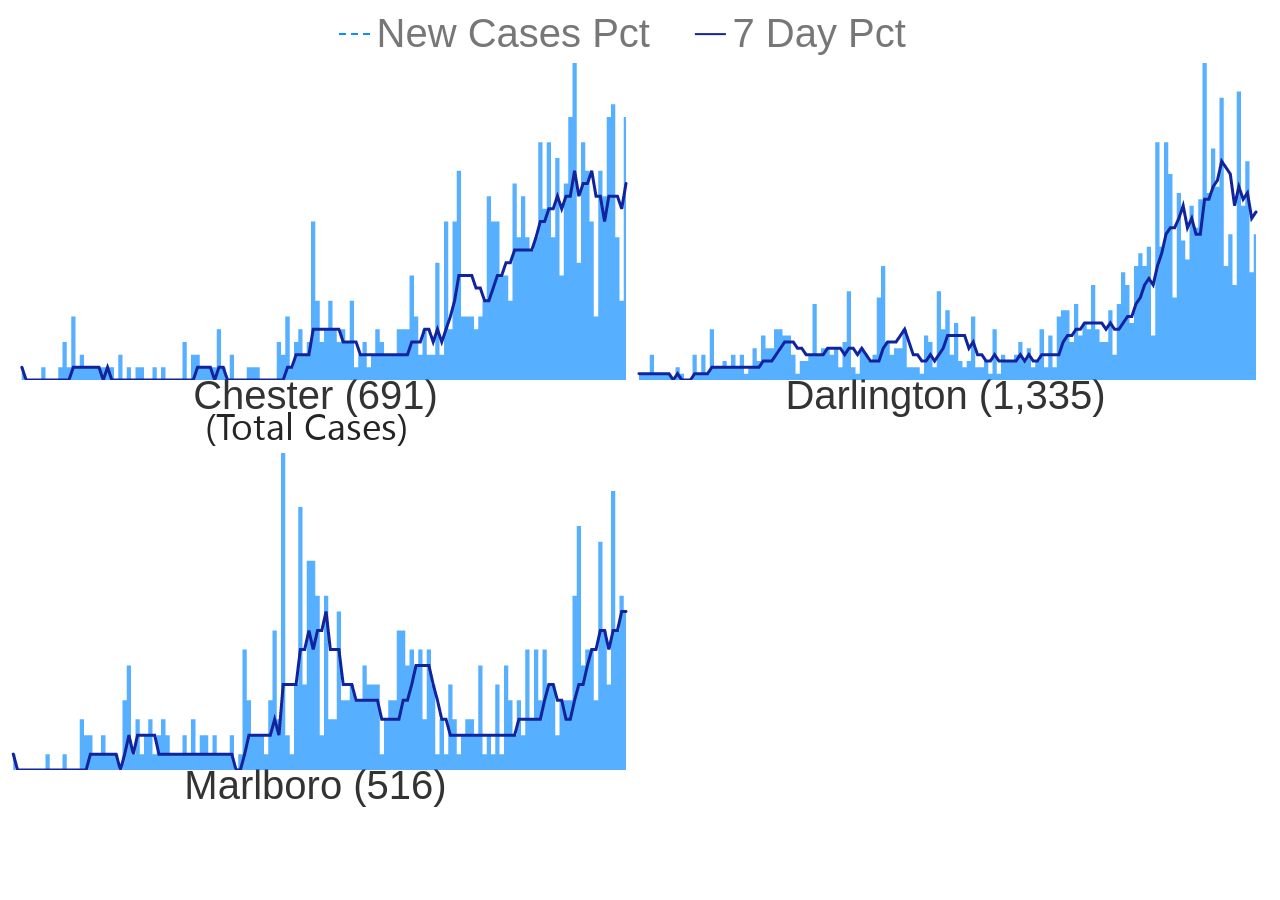 New Cases Pct 7 Day Pct
Chester (691)
(Total Cases)
Darlington (1,335)
Marlboro (516)